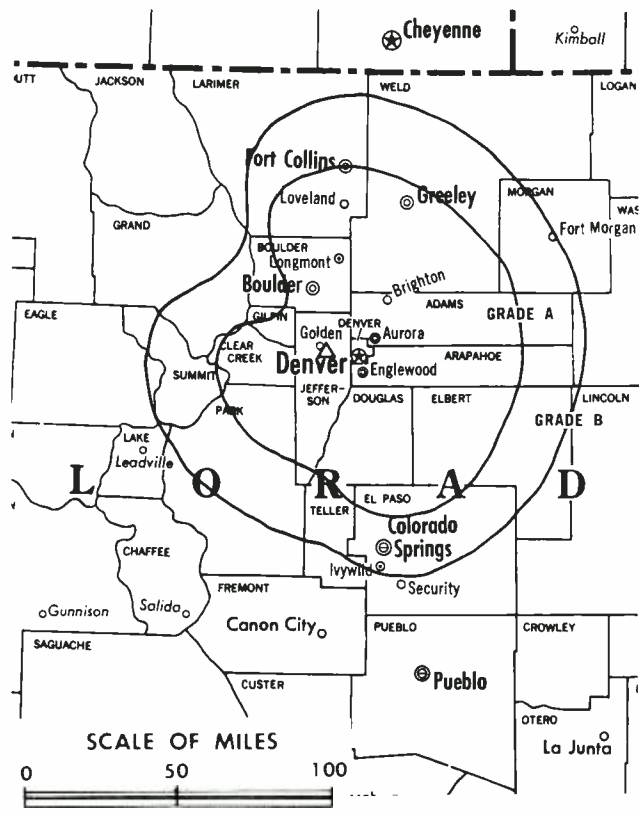 Cheyenne
Kimball
UTT
JACKSON
LARIMER
WELD
LOGAN
Fort Collins
Loveland
Greeley
MORGAN
WAS
GRAND
Fort Morgan
BOULDER
Longmont
Boulder
Brighton
ADAMS
EAGLE
GILPIN
GRADE A
DENVER
Golden
Aurora
CLEAR
CREEK
ARAPAHOE
Denver
Englewood
SUMMIT
JEFFER-
SON
DOUGLAS
ELBERT
LINCOLN
PARK
GRADE B
LAKE
Leadville
L O R A D
TELLER
EL PASO
Colorado
Springs
CHAFFEE
Ivywild
Security
FREMONT
Gunnison
Salida
Canon City
PUEBLO
CROWLEY
SAGUACHE
CUSTER
Pueblo
OTERO
La Junta
SCALE OF MILES
0 50 100